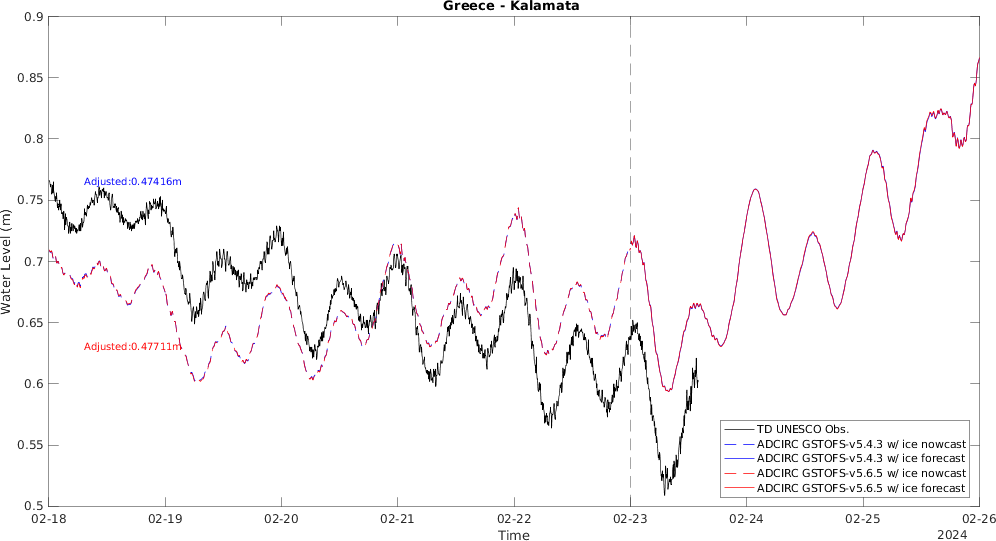 Greece - Kalamata
0.9
0.85
0.8
0.75
0.7
0.65
0.6
0.55
0.5
Water Level (m)
Adjusted:0.47416m
Adjusted:0.47711m
TD UNESCO Obs.
ADCIRC GSTOFS-v5.4.3 w/ ice nowcast
ADCIRC GSTOFS-v5.4.3 w/ ice forecast
ADCIRC GSTOFS-v5.6.5 w/ ice nowcast
ADCIRC GSTOFS-v5.6.5 w/ ice forecast
02-18 02-19 02-20 02-21 02-22 02-23 02-24 02-25 02-26
Time
2024